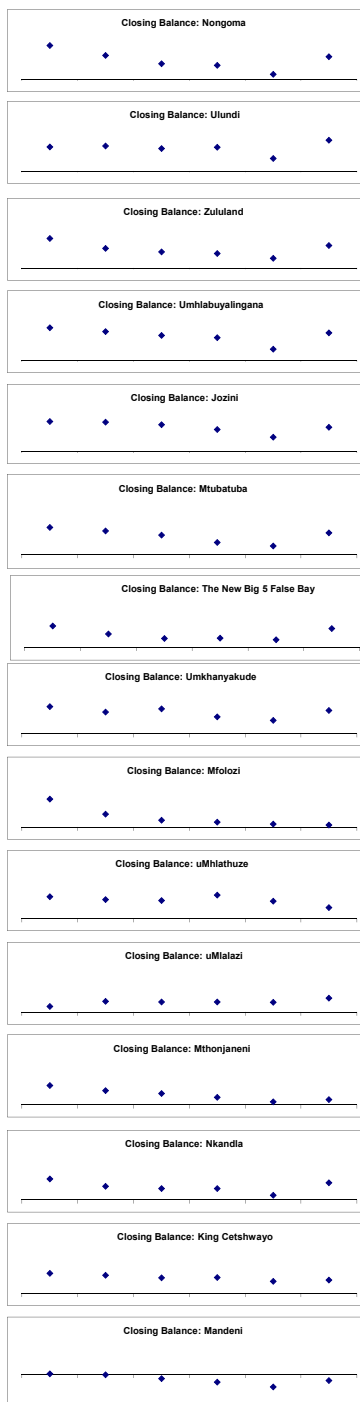 Closing Balance: Nongoma
Closing Balance: Ulundi
Closing Balance: Zululand
Closing Balance: Umhlabuyalingana
Closing Balance: Jozini
Closing Balance: Mtubatuba
Closing Balance: The New Big 5 False Bay
Closing Balance: Umkhanyakude
Closing Balance: Mfolozi
Closing Balance: uMhlathuze
Closing Balance: uMlalazi
Closing Balance: Mthonjaneni
Closing Balance: Nkandla
Closing Balance: King Cetshwayo
Closing Balance: Mandeni